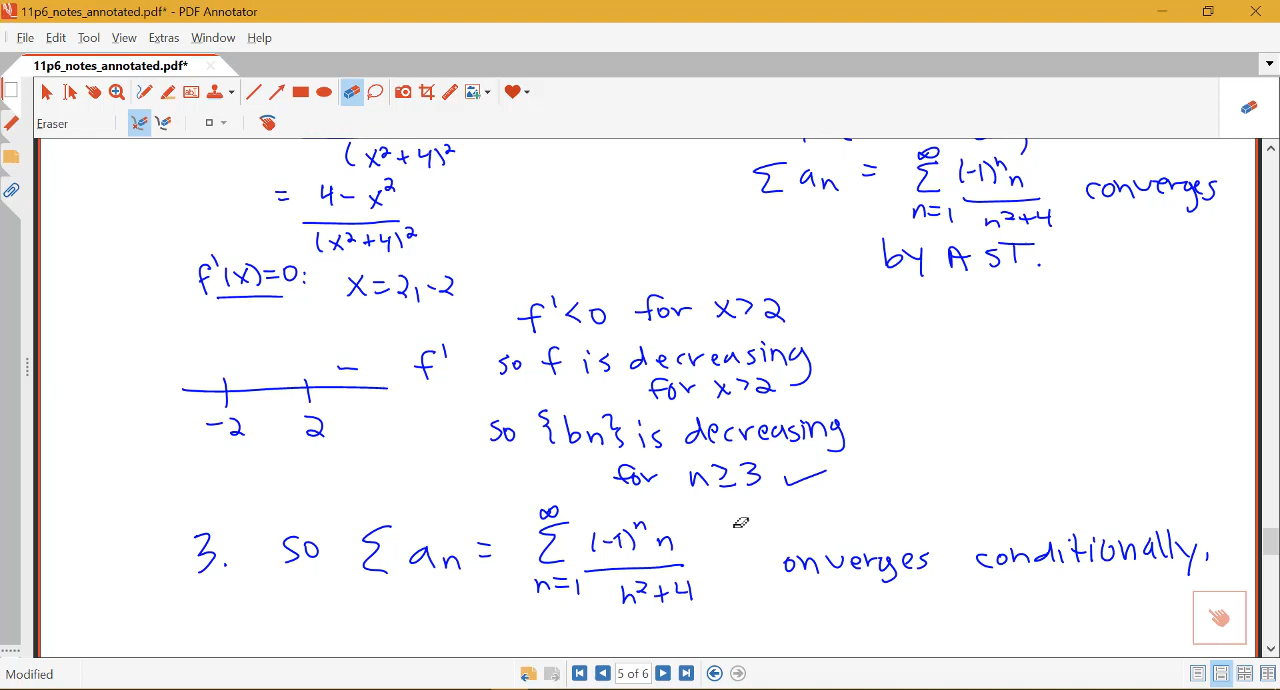 11p6_notes_annotated.pdf* - PDF Annotator
File Edit Tool View Extras Window Help
11p6_notes_annotated.pdf*
Eraser
(x²+4)²
= 4-x² / (x²+4)²
f'(x)=0: x=2,-2
Σ an = ∞ Σ n=1 (-1)ⁿn / n²+4 converges
by AST.
f'<0 for x>2
- f' so f is decreasing
for x>2
-2 2
so {bn} is decreasing
for n≥3 ✓
3. so Σ an = ∞ Σ n=1 (-1)ⁿ n / n²+4 onverges conditionally.
Modified
5 of 6